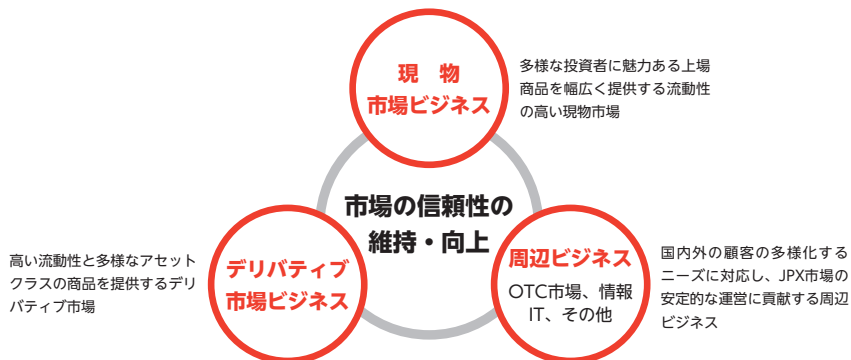 現　物
市場ビジネス
多様な投資者に魅力ある上場
商品を幅広く提供する流動性
の高い現物市場
市場の信頼性の
維持・向上
高い流動性と多様なアセット
クラスの商品を提供するデリ
バティブ市場
デリバティブ
市場ビジネス
周辺ビジネス
OTC市場、情報
IT、その他
国内外の顧客の多様化する
ニーズに対応し、JPX市場の
安定的な運営に貢献する周辺
ビジネス